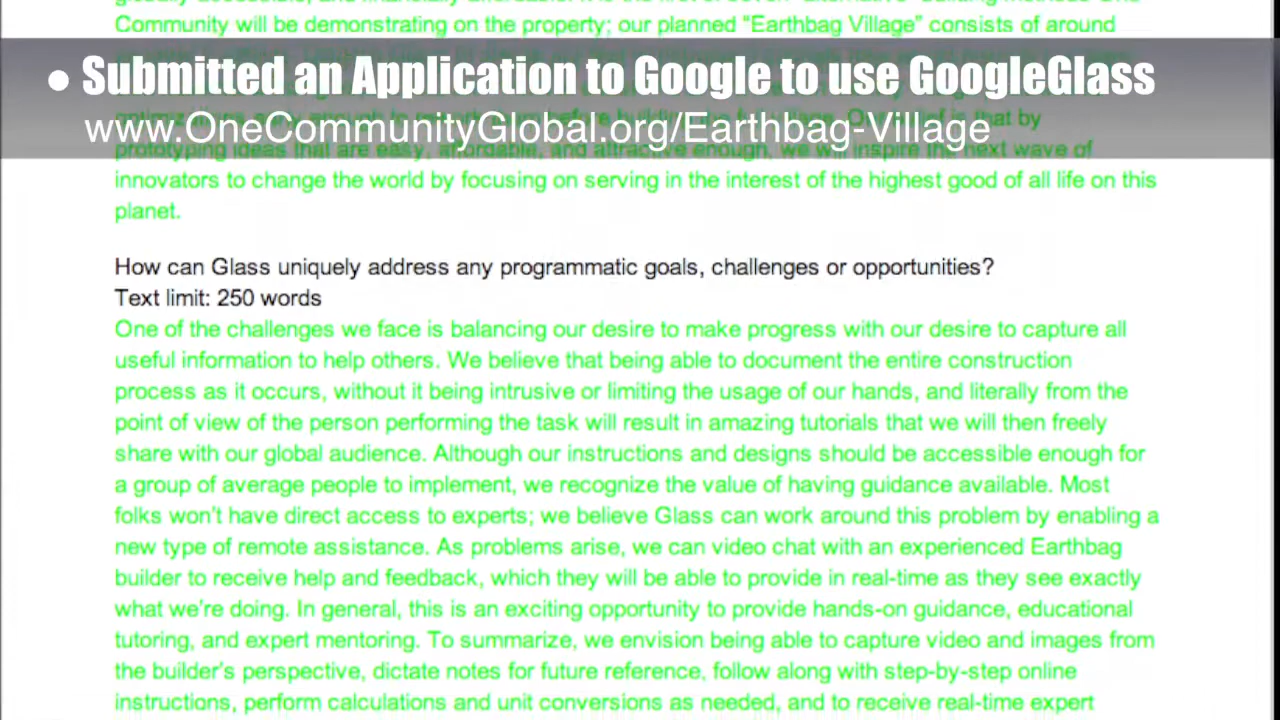 Community will be demonstrating on the property; our planned “Earthbag Village” consists of around
• Submitted an Application to Google to use GoogleGlass
www.OneCommunityGlobal.org/Earthbag-Village
is that by
prototyping ideas that are easy, affordable, and attractive enough, we will inspire the next wave of
innovators to change the world by focusing on serving in the interest of the highest good of all life on this
planet.
How can Glass uniquely address any programmatic goals, challenges or opportunities?
Text limit: 250 words
One of the challenges we face is balancing our desire to make progress with our desire to capture all
useful information to help others. We believe that being able to document the entire construction
process as it occurs, without it being intrusive or limiting the usage of our hands, and literally from the
point of view of the person performing the task will result in amazing tutorials that we will then freely
share with our global audience. Although our instructions and designs should be accessible enough for
a group of average people to implement, we recognize the value of having guidance available. Most
folks won’t have direct access to experts; we believe Glass can work around this problem by enabling a
new type of remote assistance. As problems arise, we can video chat with an experienced Earthbag
builder to receive help and feedback, which they will be able to provide in real-time as they see exactly
what we’re doing. In general, this is an exciting opportunity to provide hands-on guidance, educational
tutoring, and expert mentoring. To summarize, we envision being able to capture video and images from
the builder’s perspective, dictate notes for future reference, follow along with step-by-step online
instructions, perform calculations and unit conversions as needed, and to receive real-time expert